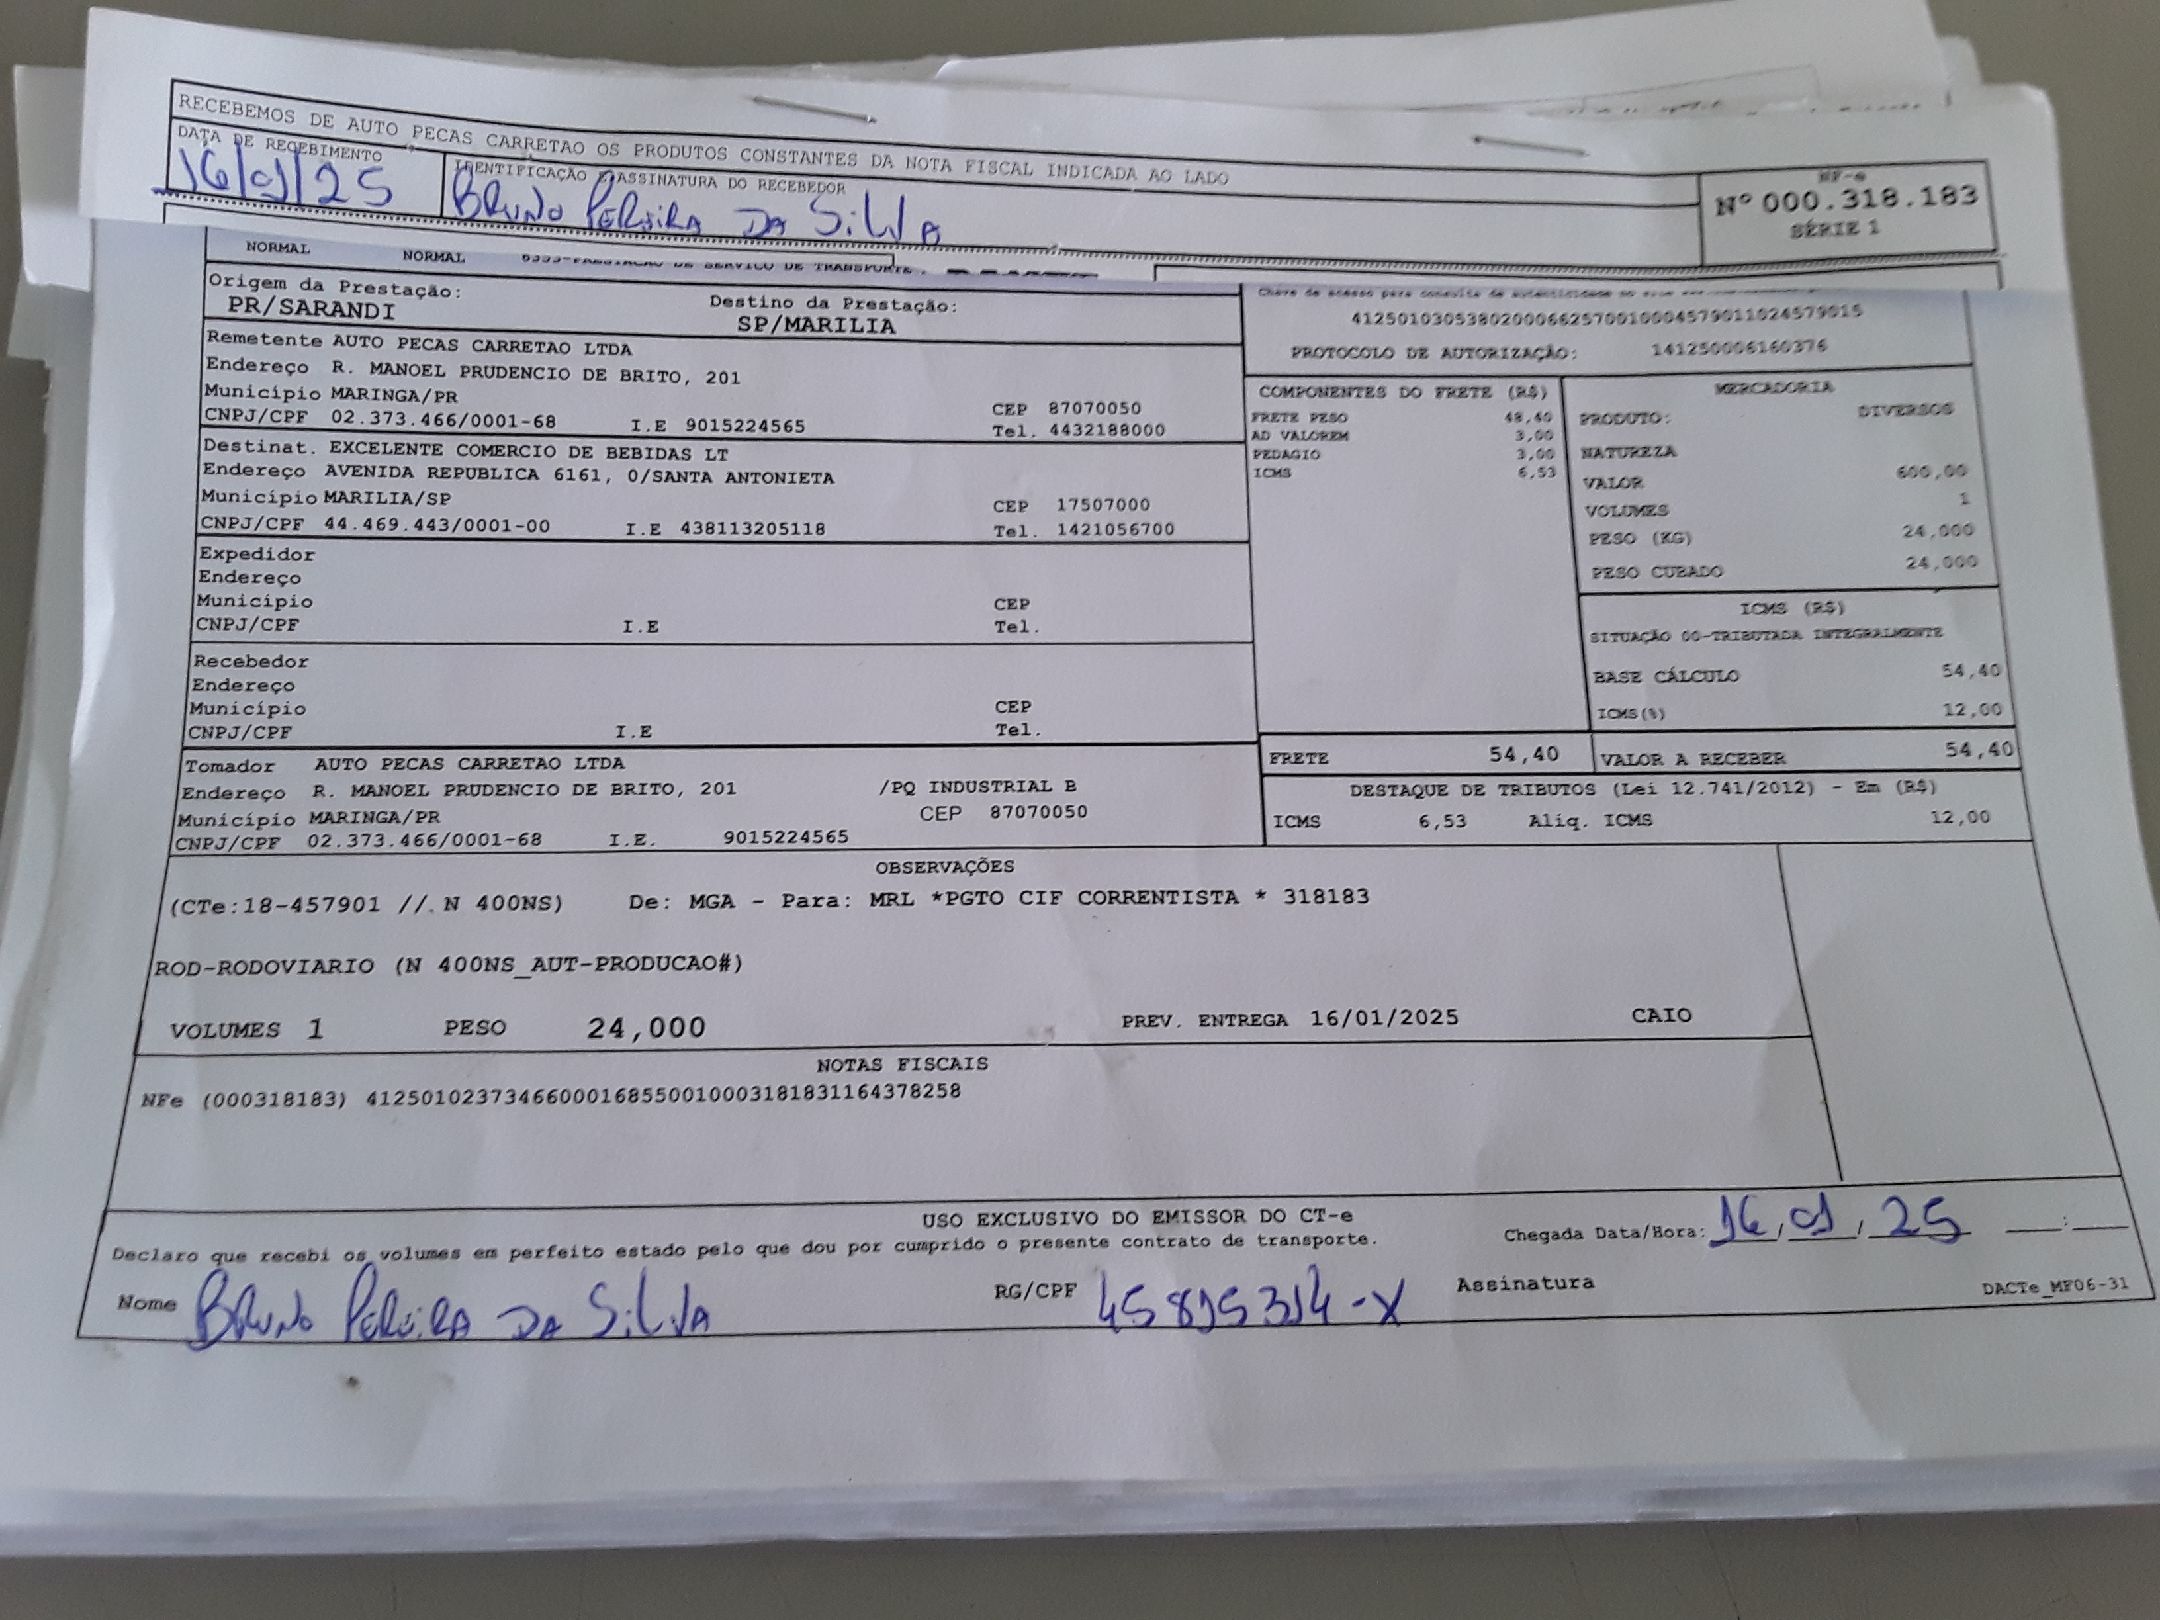 RECEBEMOS DE AUTO PECAS CARRETAO OS PRODUTOS CONSTANTES DA NOTA FISCAL INDICADA AO LADO
DATA DE RECEBIMENTO
16/01/25
IDENTIFICAÇÃO E ASSINATURA DO RECEBEDOR
BRUNO PEREIRA DA SILVA
NF-e
Nº 000.318.183
SÉRIE 1
NORMAL NORMAL DE SERVICO DE TRANSPORTE
Origem da Prestação:
PR/SARANDI
Destino da Prestação:
SP/MARILIA
Remetente AUTO PECAS CARRETAO LTDA
Endereço R. MANOEL PRUDENCIO DE BRITO, 201
Município MARINGA/PR CEP 87070050
CNPJ/CPF 02.373.466/0001-68 I.E 9015224565 Tel. 4432188000
Destinat. EXCELENTE COMERCIO DE BEBIDAS LT
Endereço AVENIDA REPUBLICA 6161, 0/SANTA ANTONIETA
Município MARILIA/SP CEP 17507000
CNPJ/CPF 44.469.443/0001-00 I.E 438113205118 Tel. 1421056700
Expedidor
Endereço
Município CEP
CNPJ/CPF I.E Tel.
Recebedor
Endereço
Município CEP
CNPJ/CPF I.E Tel.
Tomador AUTO PECAS CARRETAO LTDA
Endereço R. MANOEL PRUDENCIO DE BRITO, 201 /PQ INDUSTRIAL B
Município MARINGA/PR CEP 87070050
CNPJ/CPF 02.373.466/0001-68 I.E. 9015224565
Chave de acesso para consulta de autenticidade no
41250103053802000662570010004579011024579015
PROTOCOLO DE AUTORIZAÇÃO: 141250006160376
COMPONENTES DO FRETE (R$)
FRETE PESO 48,40
AD VALOREM 3,00
PEDAGIO 3,00
ICMS 6,53
MERCADORIA
PRODUTO: DIVERSOS
NATUREZA
VALOR 600,00
VOLUMES 1
PESO (KG) 24,000
PESO CUBADO 24,000
ICMS (R$)
SITUAÇÃO 00-TRIBUTADA INTEGRALMENTE
BASE CÁLCULO 54,40
ICMS(%) 12,00
FRETE 54,40 VALOR A RECEBER 54,40
DESTAQUE DE TRIBUTOS (Lei 12.741/2012) - Em (R$)
ICMS 6,53 Aliq. ICMS 12,00
OBSERVAÇÕES
(CTe:18-457901 //. N 400NS) De: MGA - Para: MRL *PGTO CIF CORRENTISTA * 318183
ROD-RODOVIARIO (N 400NS_AUT-PRODUCAO#)
VOLUMES 1 PESO 24,000 PREV. ENTREGA 16/01/2025 CAIO
NOTAS FISCAIS
NFe (000318183) 41250102373466000168550010003181831164378258
USO EXCLUSIVO DO EMISSOR DO CT-e
Declaro que recebi os volumes em perfeito estado pelo que dou por cumprido o presente contrato de transporte.
Chegada Data/Hora: 16/01/25 ___:___
Nome BRUNO PEREIRA DA SILVA RG/CPF 45895314-X Assinatura
DACTe_MF06-31